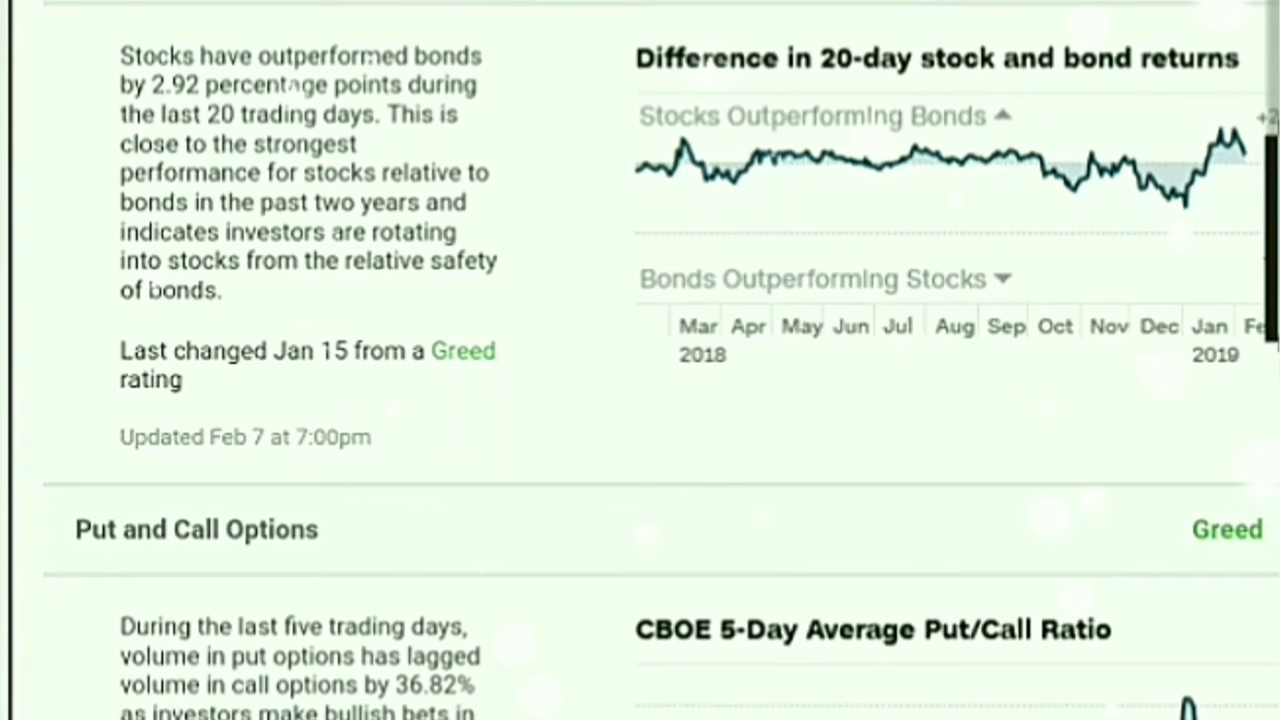 Stocks have outperformed bonds
by 2.92 percentage points during
the last 20 trading days. This is
close to the strongest
performance for stocks relative to
bonds in the past two years and
indicates investors are rotating
into stocks from the relative safety
of bonds.
Last changed Jan 15 from a Greed
rating
Updated Feb 7 at 7:00pm
Difference in 20-day stock and bond returns
Stocks Outperforming Bonds ▲
Bonds Outperforming Stocks ▼
Mar Apr May Jun Jul Aug Sep Oct Nov Dec Jan
2018 2019
Put and Call Options
Greed
During the last five trading days,
volume in put options has lagged
volume in call options by 36.82%
as investors make bullish bets in
CBOE 5-Day Average Put/Call Ratio